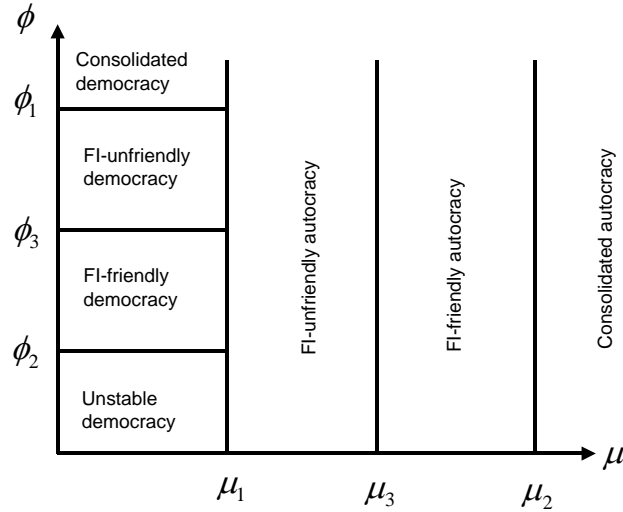 ϕ
Consolidated
democracy
ϕ₁
FI-unfriendly
democracy
ϕ₃
FI-friendly
democracy
ϕ₂
Unstable
democracy
FI-unfriendly autocracy
FI-friendly autocracy
Consolidated autocracy
μ
μ₁
μ₃
μ₂